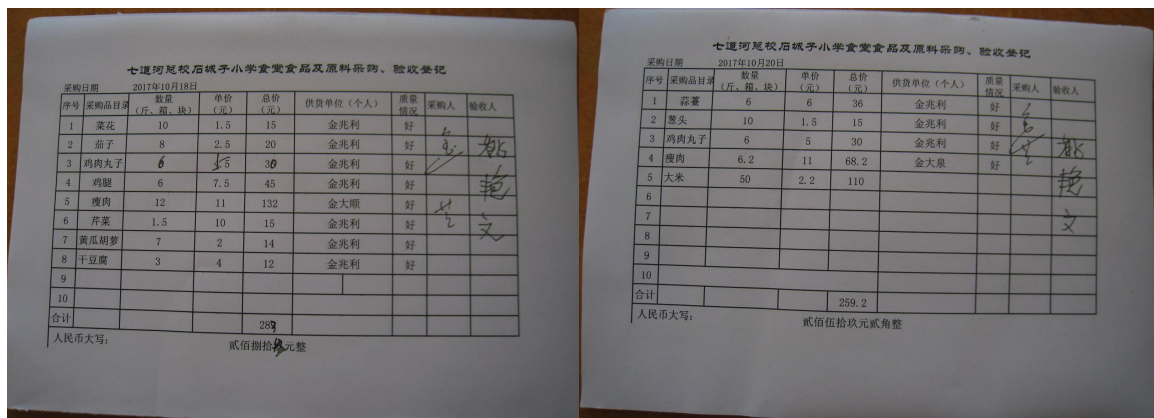 七道河总校石城子小学食堂食品及原料采购、验收登记
采购日期 2017年10月18日
序号 采购品目录 数量(斤、箱、块) 单价(元) 总价(元) 供货单位(个人) 质量情况 采购人 验收人
1 菜花 10 1.5 15 金兆利 好
2 茄子 8 2.5 20 金兆利 好
3 鸡肉丸子 6 30 金兆利 好
4 鸡腿 6 7.5 45 金兆利 好
5 瘦肉 12 11 132 金大顺 好
6 芹菜 1.5 10 15 金兆利 好
7 黄瓜胡萝 7 2 14 金兆利 好
8 干豆腐 3 4 12 金兆利 好
9
10
合计 283
人民币大写: 贰佰捌拾 元整
姚艳文
七道河总校石城子小学食堂食品及原料采购、验收登记
采购日期 2017年10月20日
序号 采购品目录 数量(斤、箱、块) 单价(元) 总价(元) 供货单位(个人) 质量情况 采购人 验收人
1 蒜薹 6 6 36 金兆利 好
2 葱头 10 1.5 15 金兆利 好
3 鸡肉丸子 6 5 30 金兆利 好
4 瘦肉 6.2 11 68.2 金大泉 好
5 大米 50 2.2 110
6
7
8
9
10
合计 259.2
人民币大写: 贰佰伍拾玖元贰角整
姚艳文